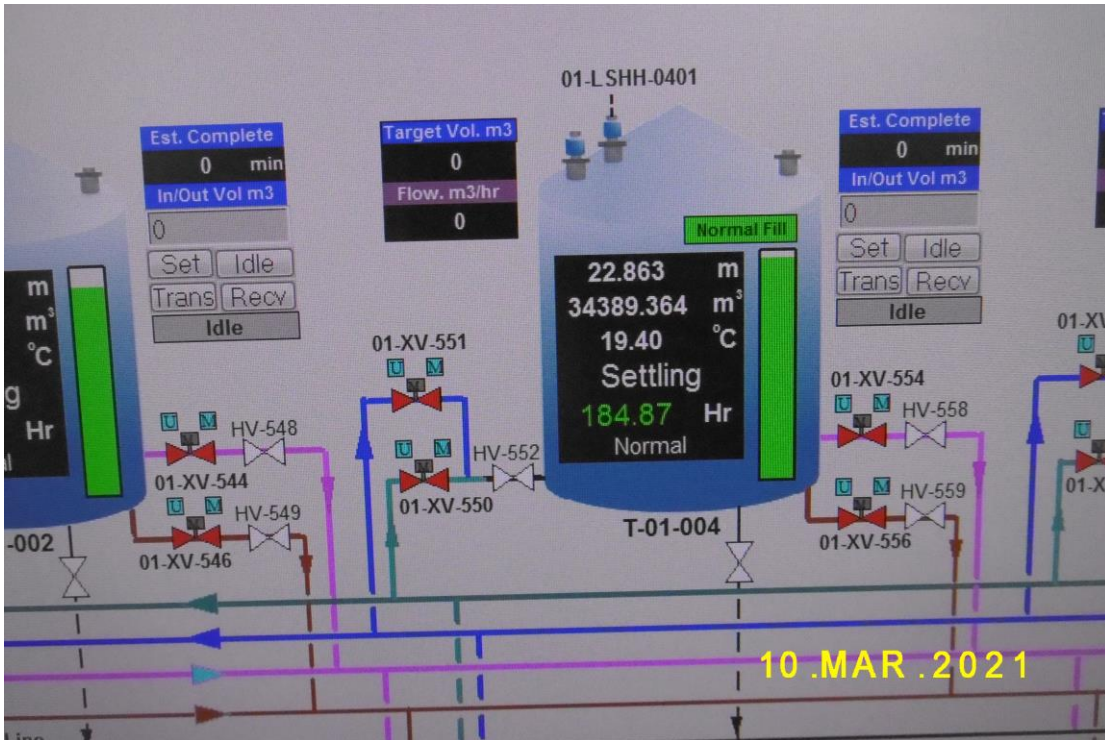 01-LSHH-0401
Est. Complete
0 min
In/Out Vol m3
0
Set Idle
Trans Recv
Idle
Target Vol. m3
0
Flow. m3/hr
0
Est. Complete
0 min
In/Out Vol m3
0
Set Idle
Trans Recv
Idle
Normal Fill
m
m³
°C
g
Hr
22.863 m
34389.364 m³
19.40 °C
Settling
184.87 Hr
Normal
01-XV-551
U M
M
01-XV-550
U M
M
HV-552
01-XV-544
U M
M
HV-548
01-XV-546
U M
M
HV-549
01-XV-554
U M
M
HV-558
01-XV-556
U M
M
HV-559
-002
T-01-004
U
U
10.MAR.2021